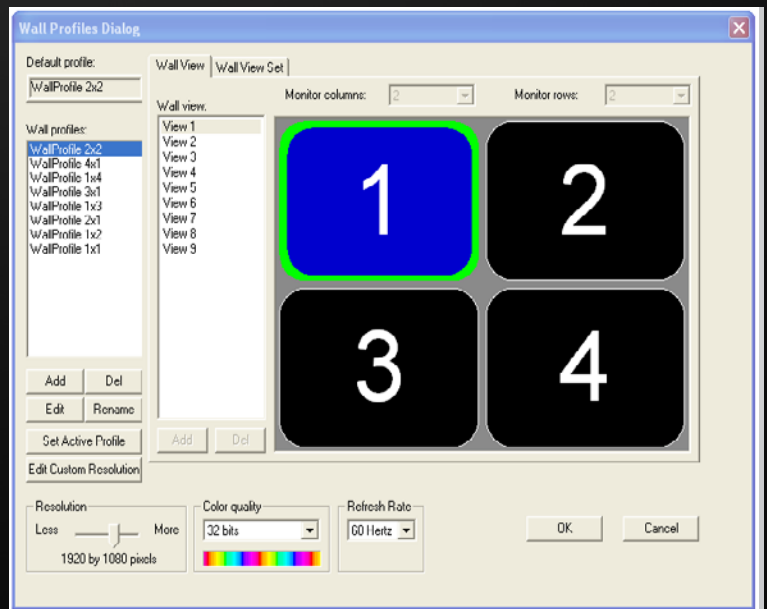 Wall Profiles Dialog
Default profile:
WallProfile 2x2
Wall profiles:
WallProfile 2x2
WallProfile 4x1
WallProfile 1x4
WallProfile 3x1
WallProfile 1x3
WallProfile 2x1
WallProfile 1x2
WallProfile 1x1
Add Del
Edit Rename
Set Active Profile
Edit Custom Resolution
Wall View Wall View Set
Wall view:
View 1
View 2
View 3
View 4
View 5
View 6
View 7
View 8
View 9
Add Del
Monitor columns: 2 Monitor rows: 2
1 2
3 4
Resolution
Less More
1920 by 1080 pixels
Color quality
32 bits
Refresh Rate
60 Hertz
OK Cancel